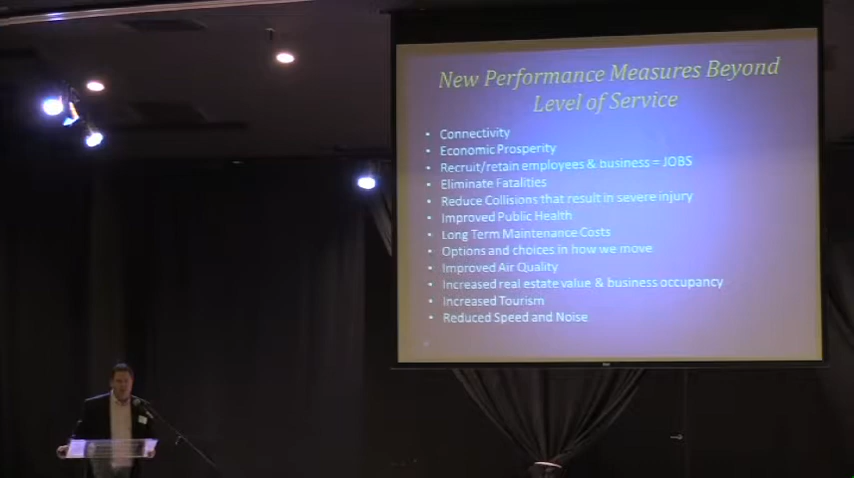 New Performance Measures Beyond
Level of Service
• Connectivity
• Economic Prosperity
• Recruit/retain employees & business = JOBS
• Eliminate Fatalities
• Reduce Collisions that result in severe injury
• Improved Public Health
• Long Term Maintenance Costs
• Options and choices in how we move
• Improved Air Quality
• Increased real estate value & business occupancy
• Increased Tourism
• Reduced Speed and Noise